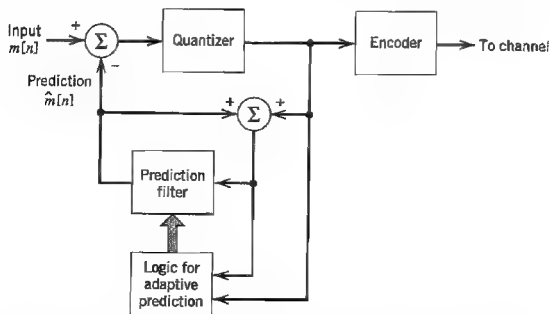 Input
m[n]
+
Σ
−
Quantizer
Encoder
To channel
Prediction
m̂[n]
+
Σ
+
Prediction
filter
Logic for
adaptive
prediction